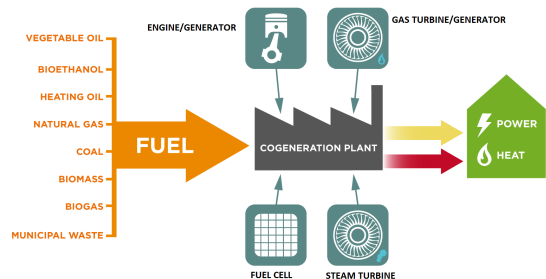 ENGINE/GENERATOR
GAS TURBINE/GENERATOR
VEGETABLE OIL
BIOETHANOL
HEATING OIL
NATURAL GAS
COAL
BIOMASS
BIOGAS
MUNICIPAL WASTE
FUEL
COGENERATION PLANT
POWER
HEAT
FUEL CELL
STEAM TURBINE